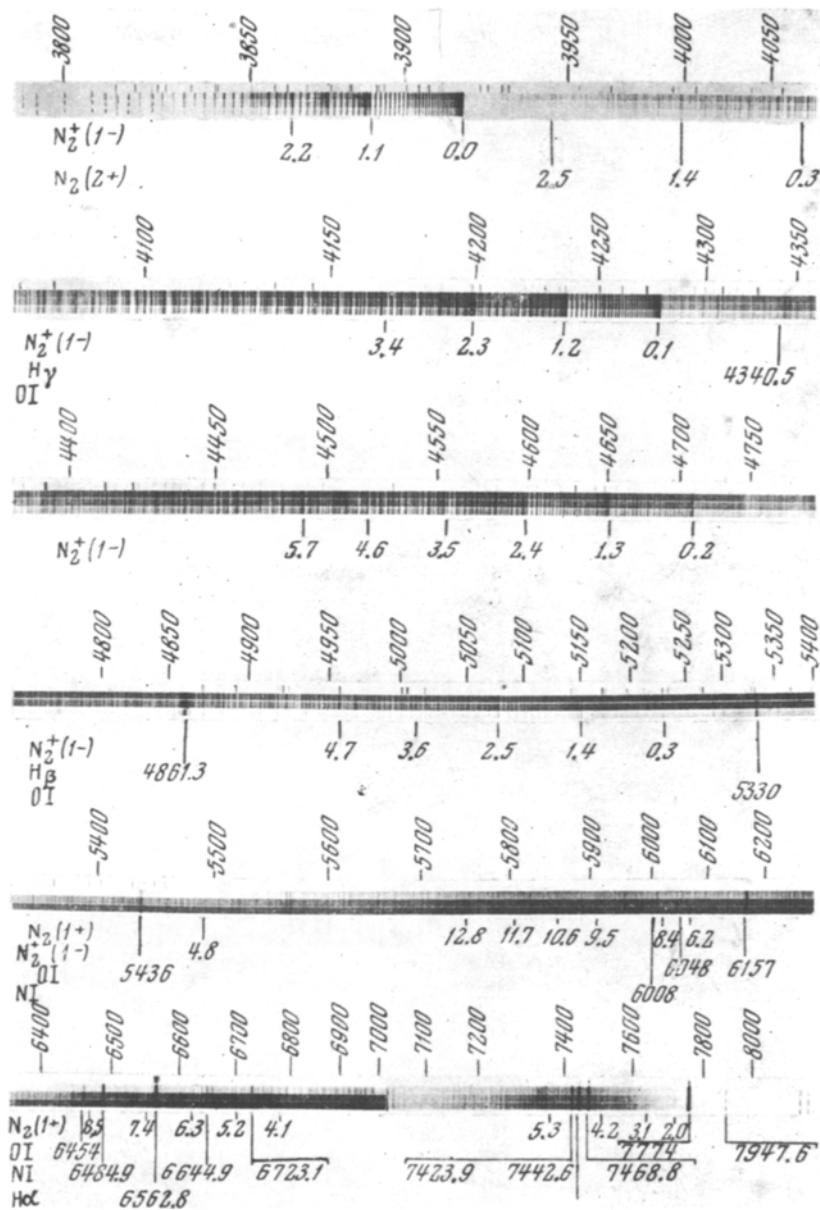 3800 3850 3900 3950 4000 4050
N₂⁺(1-) 2.2 1.1 0.0
N₂(2+) 2.5 1.4 0.3
4100 4150 4200 4250 4300 4350
N₂⁺(1-) 3.4 2.3 1.2 0.1
Hγ 4340.5
OI
4400 4450 4500 4550 4600 4650 4700 4750
N₂⁺(1-) 5.7 4.6 3.5 2.4 1.3 0.2
4800 4850 4900 4950 5000 5050 5100 5150 5200 5250 5300 5350 5400
N₂⁺(1-) 4.7 3.6 2.5 1.4 0.3
Hβ 4861.3
OI 5330
5400 5500 5600 5700 5800 5900 6000 6100 6200
N₂(1+) 12.8 11.7 10.6 9.5 8.4 6.2
N₂⁺(1-) 4.8
OI 5436 6048 6157
NI 6008
6400 6500 6600 6700 6800 6900 7000 7100 7200 7400 7600 7800 8000
N₂(1+) 8.5 7.4 6.3 5.2 4.1 5.3 4.2 3.1 2.0
OI 6454 7774 7947.6
NI 6484.9 6644.9 6723.1 7423.9 7442.6 7468.8
Hα 6562.8